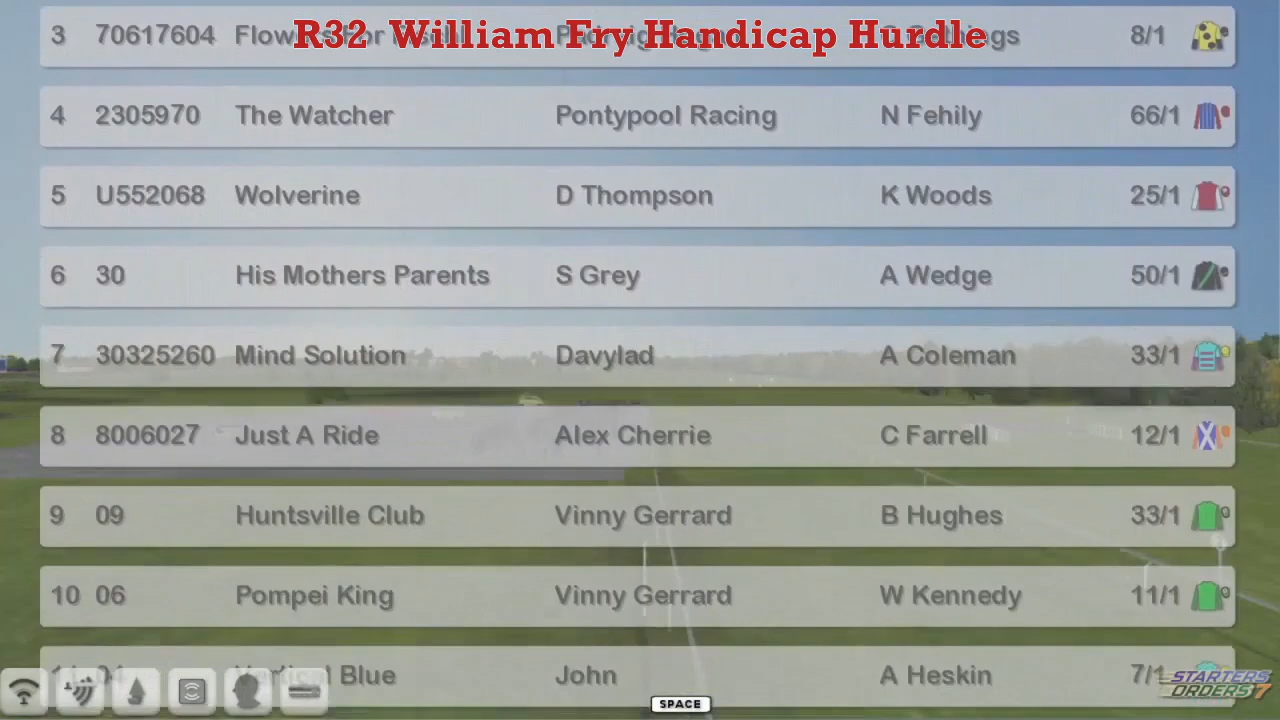 R32 William Fry Handicap Hurdle
3 70617604 8/1
4 2305970 The Watcher Pontypool Racing N Fehily 66/1
5 U552068 Wolverine D Thompson K Woods 25/1
6 30 His Mothers Parents S Grey A Wedge 50/1
7 30325260 Mind Solution Davylad A Coleman 33/1
8 8006027 Just A Ride Alex Cherrie C Farrell 12/1
9 09 Huntsville Club Vinny Gerrard B Hughes 33/1
10 06 Pompei King Vinny Gerrard W Kennedy 11/1
Blue John A Heskin 7/1
SPACE
STARTERS
ORDERS 7